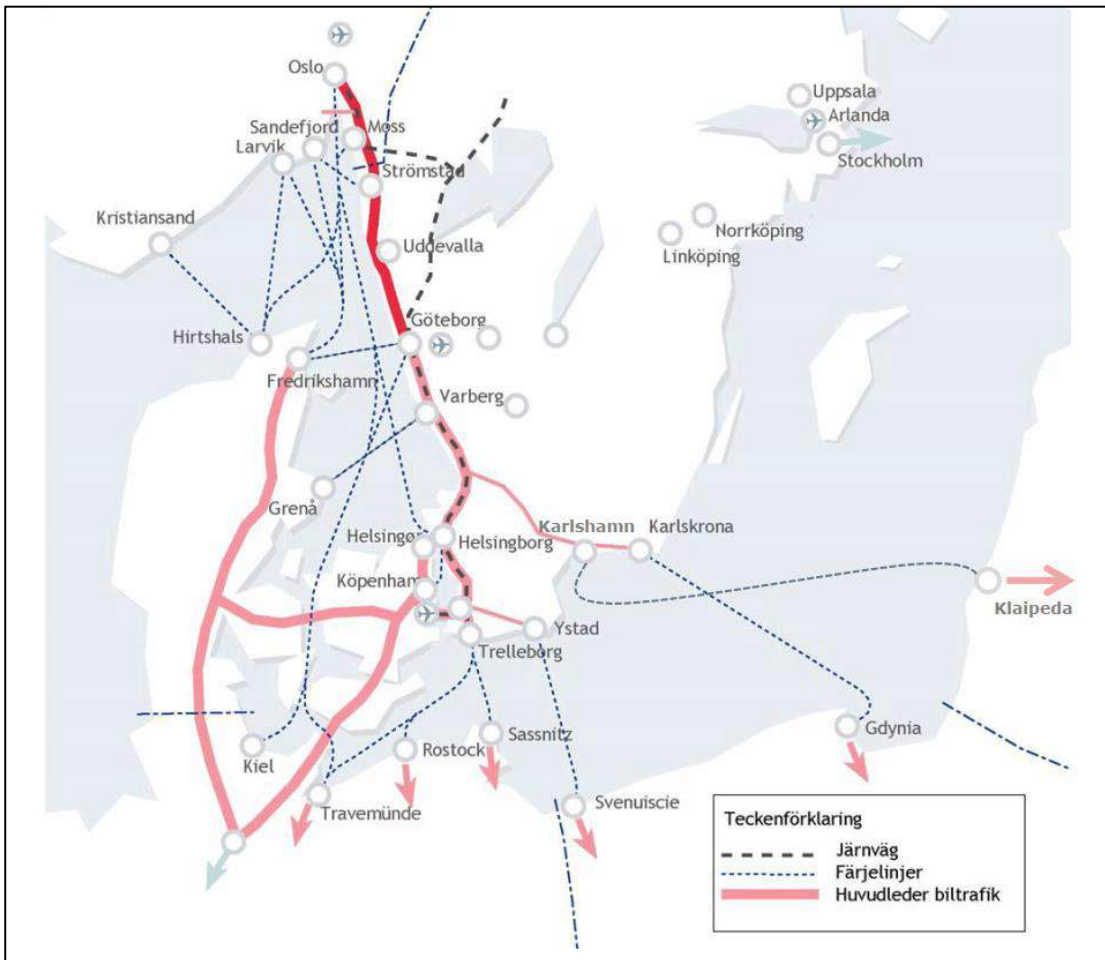 Oslo
Uppsala
Arlanda
Stockholm
Sandefjord
Moss
Larvik
Strömstad
Kristiansand
Norrköping
Linköping
Uddevalla
Göteborg
Hirtshals
Fredrikshamn
Varberg
Grenå
Helsingør
Helsingborg
Karlshamn
Karlskrona
Köpenham
Klaipeda
Ystad
Trelleborg
Gdynia
Sassnitz
Rostock
Kiel
Travemünde
Svenuiscie
Teckenförklaring
Järnväg
Färjelinjer
Huvudleder biltrafik